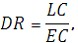 DR = LC/EC,